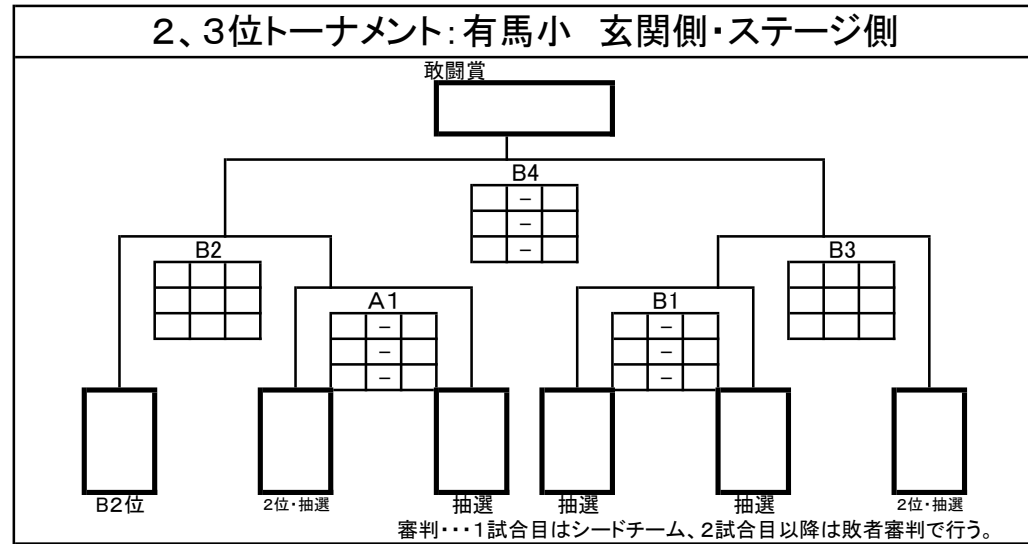 ２、３位トーナメント：有馬小　玄関側・ステージ側
敢闘賞
B4
－
－
－
B2
B3
A1
B1
－
－
－
－
－
－
B２位
２位・抽選
抽選
抽選
抽選
２位・抽選
審判・・・１試合目はシードチーム、２試合目以降は敗者審判で行う。